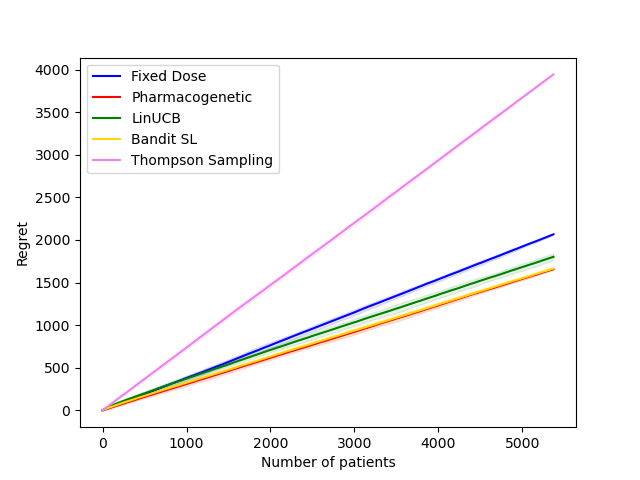 4000
3500
3000
2500
2000
1500
1000
500
0
Regret
Fixed Dose
Pharmacogenetic
LinUCB
Bandit SL
Thompson Sampling
0 1000 2000 3000 4000 5000
Number of patients